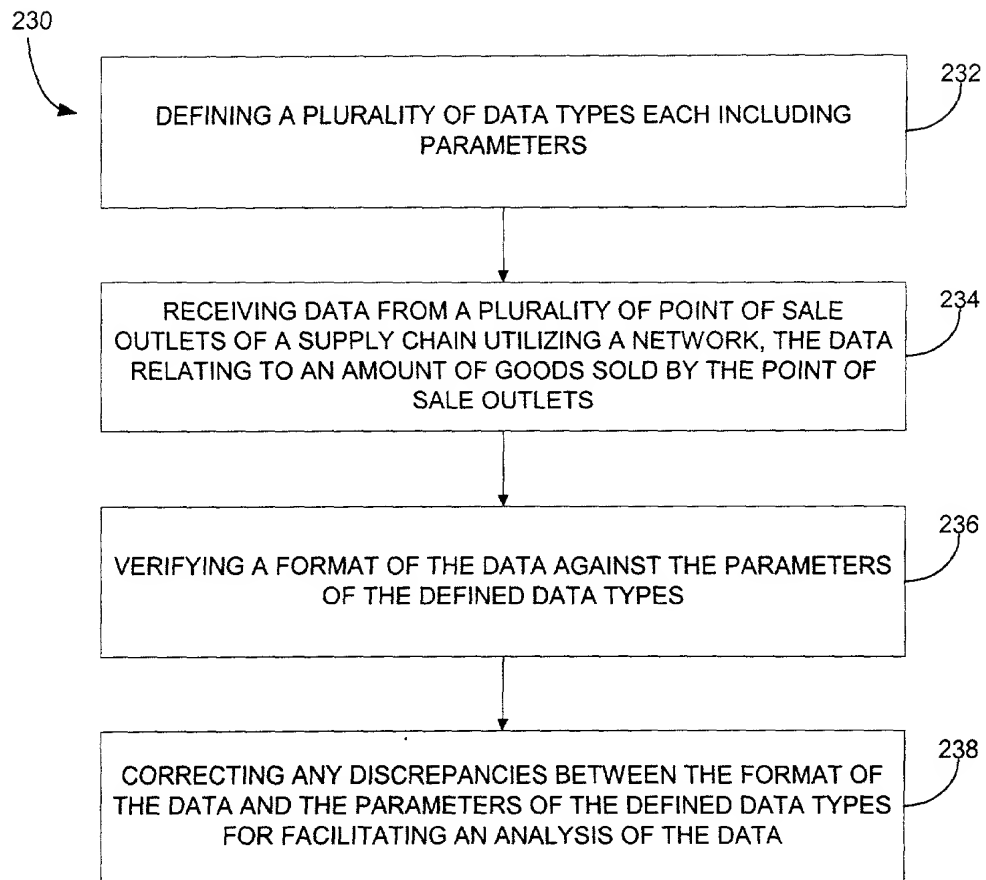 230
232
DEFINING A PLURALITY OF DATA TYPES EACH INCLUDING
PARAMETERS
234
RECEIVING DATA FROM A PLURALITY OF POINT OF SALE
OUTLETS OF A SUPPLY CHAIN UTILIZING A NETWORK, THE DATA
RELATING TO AN AMOUNT OF GOODS SOLD BY THE POINT OF
SALE OUTLETS
236
VERIFYING A FORMAT OF THE DATA AGAINST THE PARAMETERS
OF THE DEFINED DATA TYPES
238
CORRECTING ANY DISCREPANCIES BETWEEN THE FORMAT OF
THE DATA AND THE PARAMETERS OF THE DEFINED DATA TYPES
FOR FACILITATING AN ANALYSIS OF THE DATA